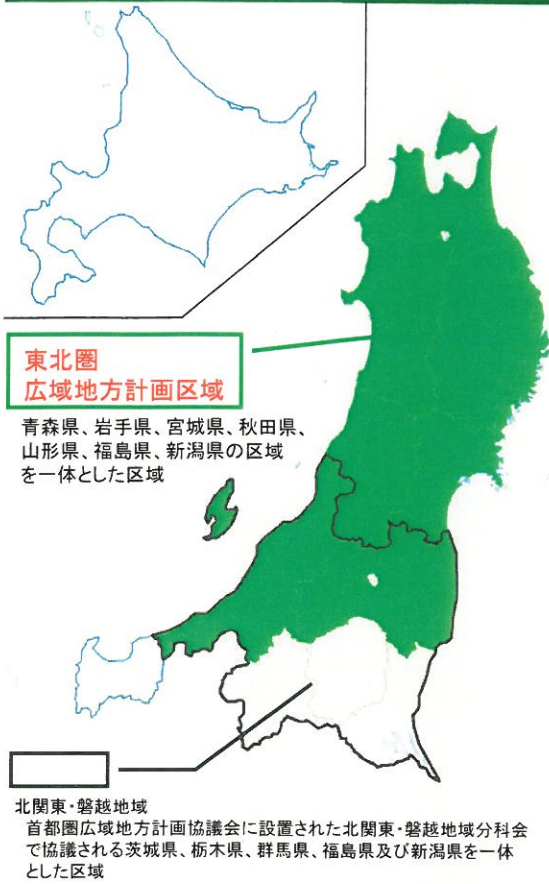 東北圏
広域地方計画区域
青森県、岩手県、宮城県、秋田県、
山形県、福島県、新潟県の区域
を一体とした区域
北関東・磐越地域
首都圏広域地方計画協議会に設置された北関東・磐越地域分科会
で協議される茨城県、栃木県、群馬県、福島県及び新潟県を一体
とした区域